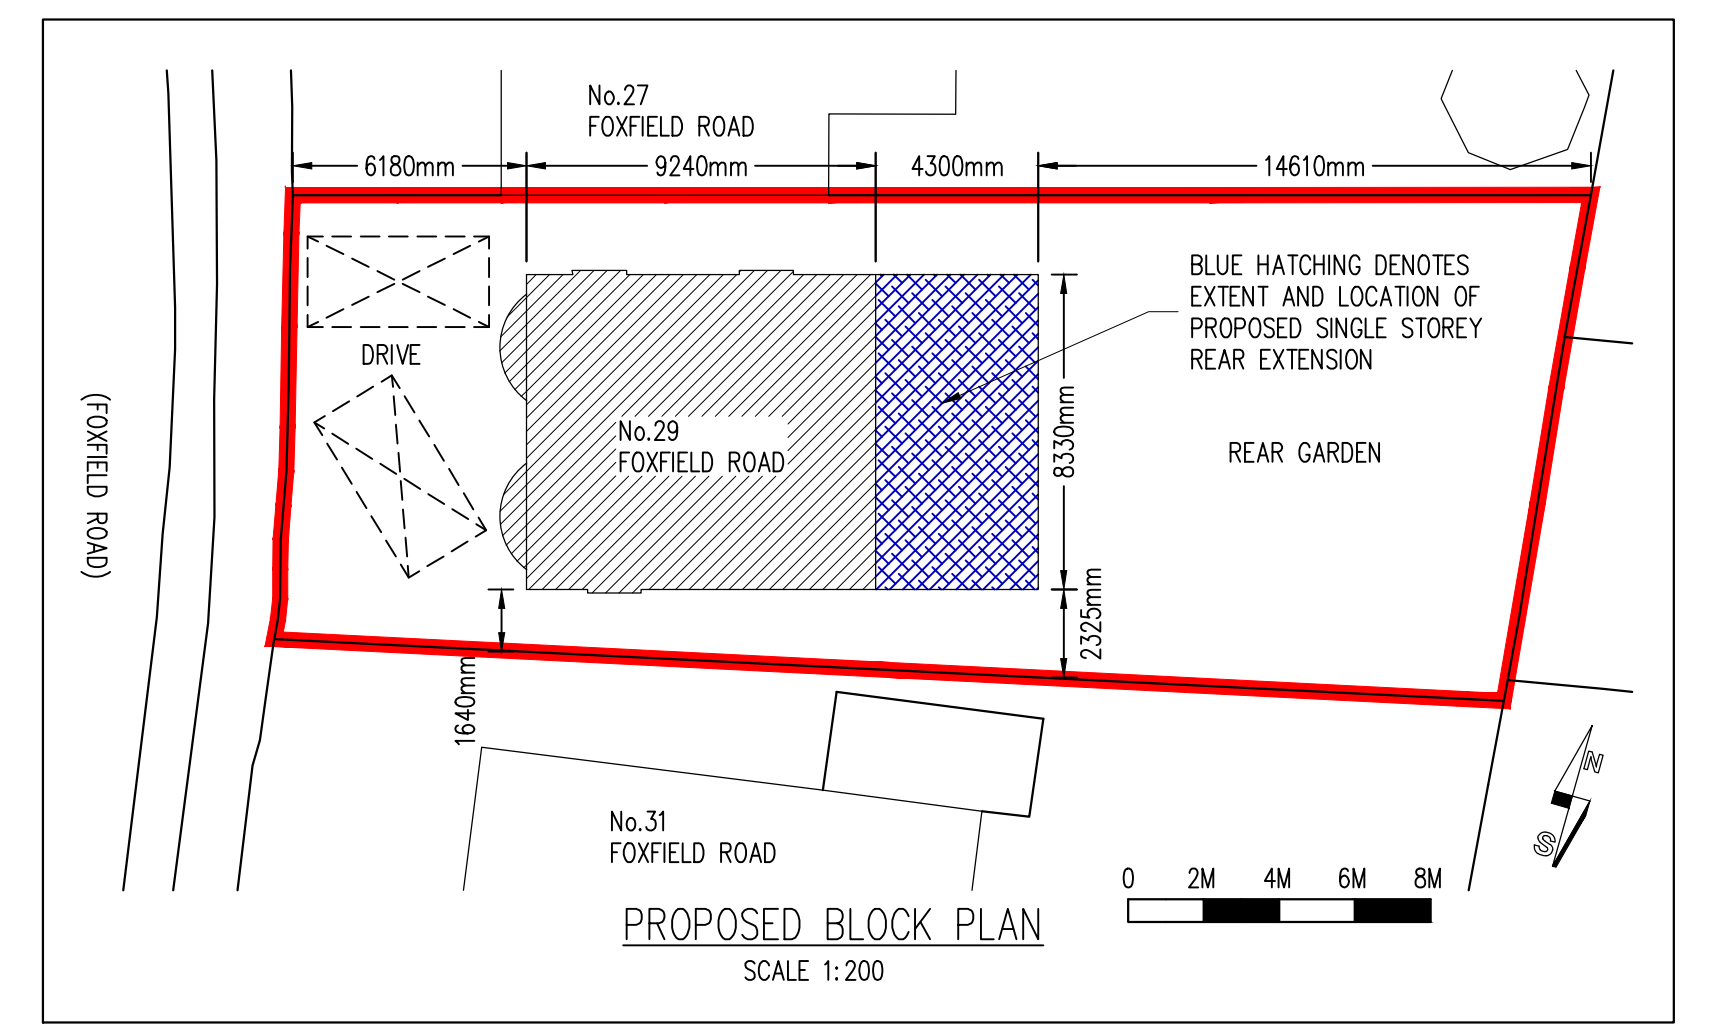 No.27
FOXFIELD ROAD
6180mm
9240mm
4300mm
14610mm
BLUE HATCHING DENOTES
EXTENT AND LOCATION OF
PROPOSED SINGLE STOREY
REAR EXTENSION
DRIVE
(FOXFIELD ROAD)
No.29
FOXFIELD ROAD
8330mm
REAR GARDEN
2325mm
1640mm
N
S
No.31
FOXFIELD ROAD
0 2M 4M 6M 8M
PROPOSED BLOCK PLAN
SCALE 1:200